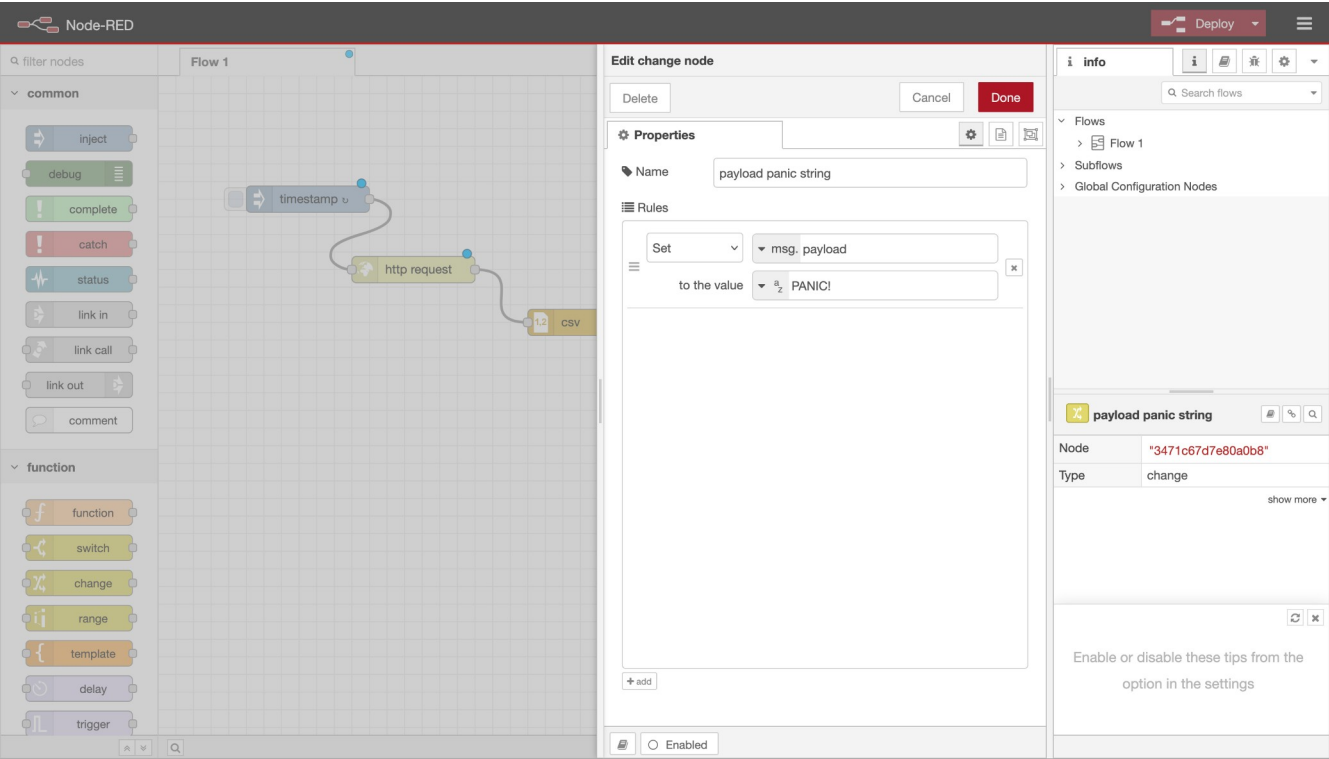 Node-RED
Deploy
filter nodes
Flow 1
common
inject
debug
complete
catch
status
link in
link call
link out
comment
function
function
switch
change
range
template
delay
trigger
timestamp ↻
http request
1,2 csv
Edit change node
Delete
Cancel
Done
Properties
Name
payload panic string
Rules
Set
msg. payload
to the value
a z PANIC!
+ add
Enabled
i info
i
Search flows
Flows
Flow 1
Subflows
Global Configuration Nodes
payload panic string
Node "3471c67d7e80a0b8"
Type change
show more
Enable or disable these tips from the
option in the settings